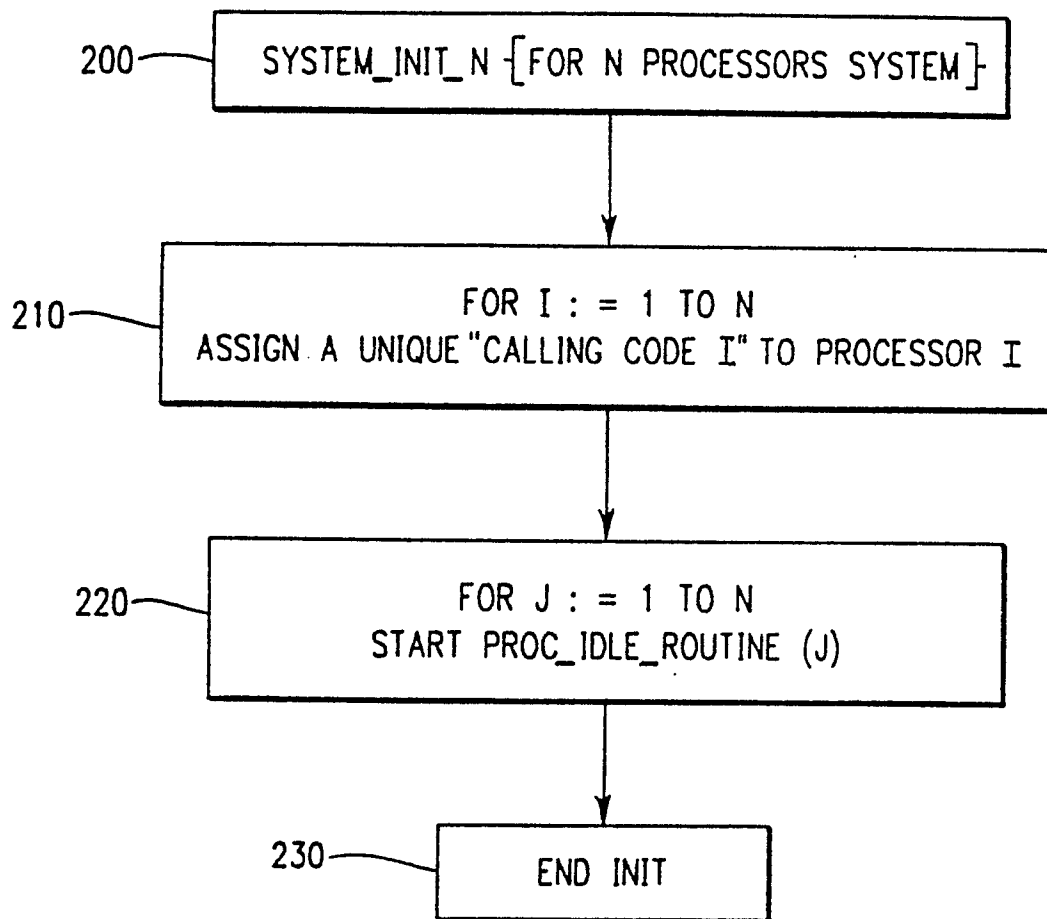 200
SYSTEM_INIT_N {FOR N PROCESSORS SYSTEM}
210
FOR I : = 1 TO N
ASSIGN A UNIQUE "CALLING CODE I" TO PROCESSOR I
220
FOR J : = 1 TO N
START PROC_IDLE_ROUTINE (J)
230
END INIT